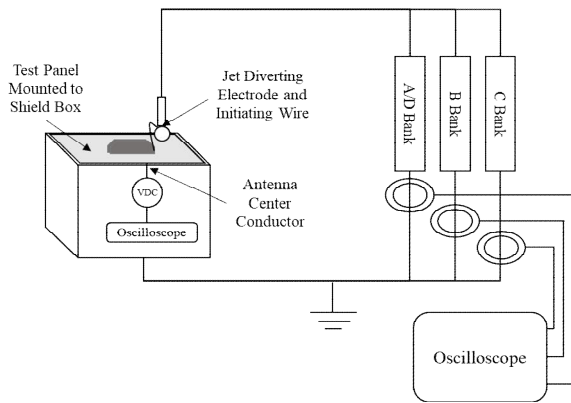 Test Panel
Mounted to
Shield Box
Jet Diverting
Electrode and
Initiating Wire
A/D Bank
B Bank
C Bank
VDC
Antenna
Center
Conductor
Oscilloscope
Oscilloscope